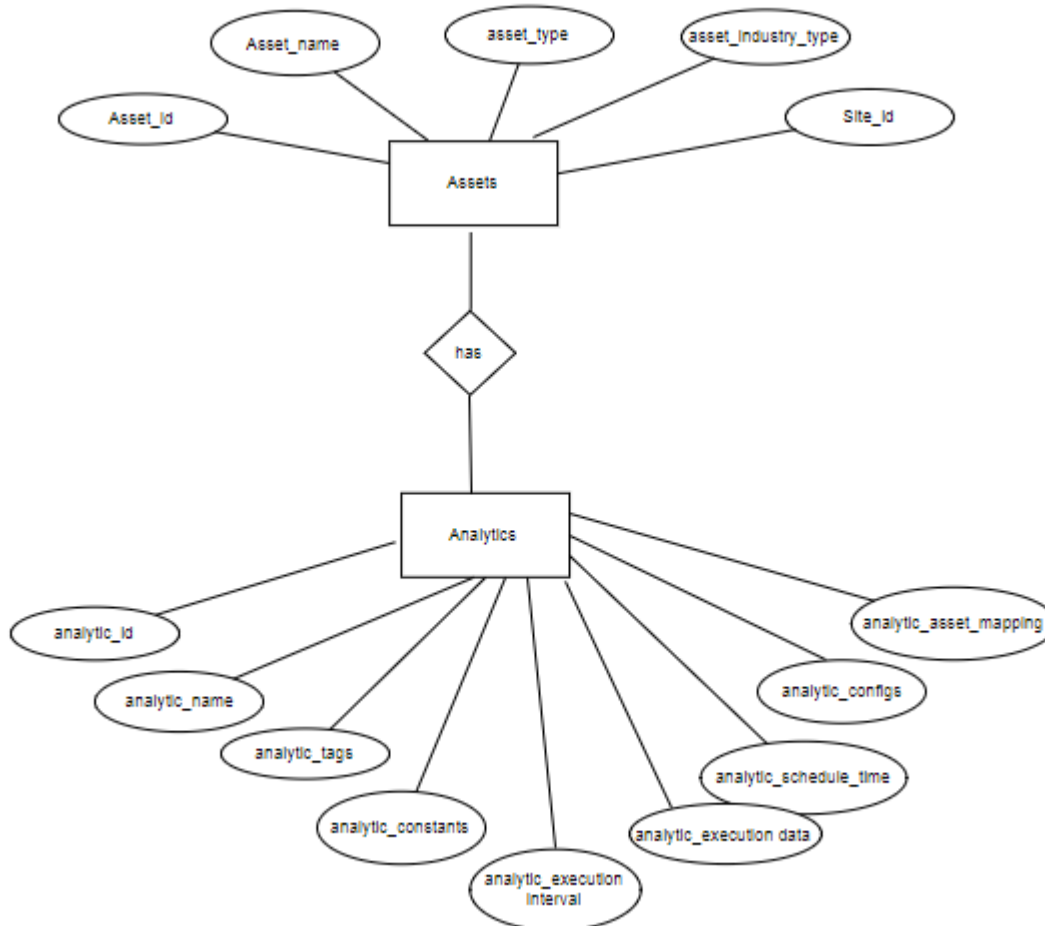 Asset_name
asset_type
asset_industry_type
Asset_id
Site_id
Assets
has
Analytics
analytic_id
analytic_asset_mapping
analytic_name
analytic_configs
analytic_tags
analytic_schedule_time
analytic_constants
analytic_execution data
analytic_execution
interval